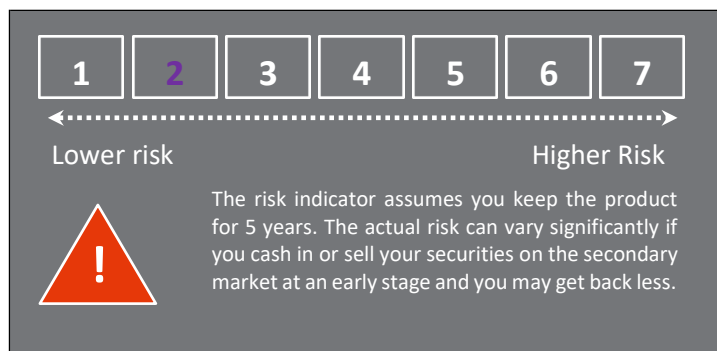 1 2 3 4 5 6 7
Lower risk Higher Risk
The risk indicator assumes you keep the product
for 5 years. The actual risk can vary significantly if
you cash in or sell your securities on the secondary
market at an early stage and you may get back less.
!